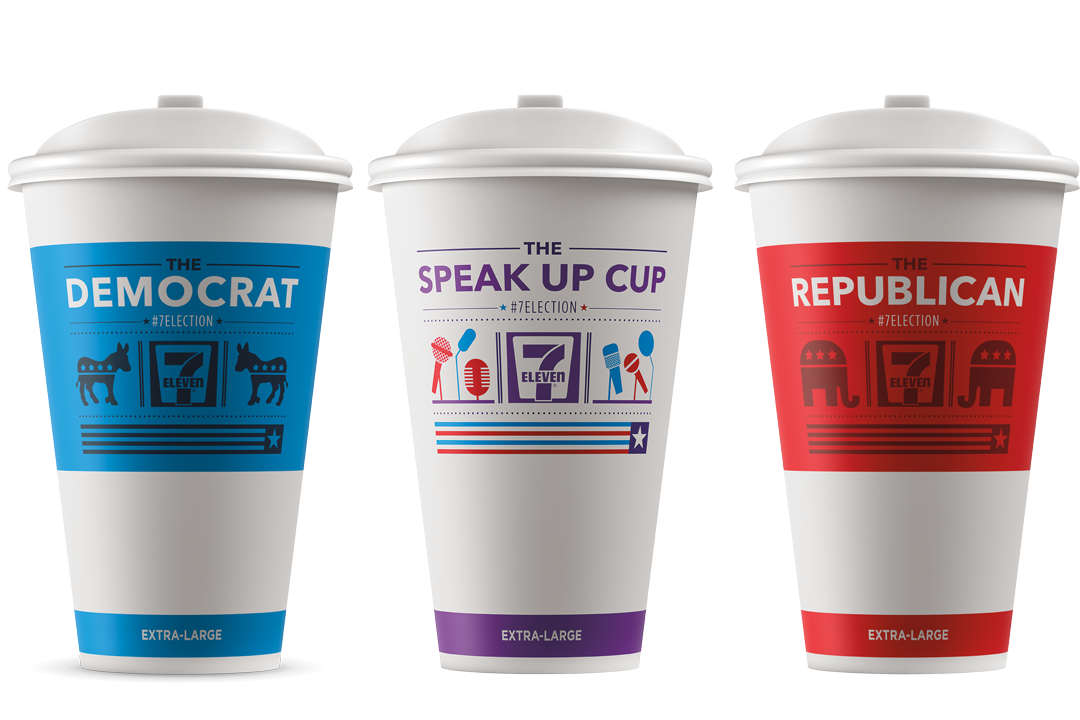 THE
DEMOCRAT
#7ELECTION
7
ELEVEN
EXTRA-LARGE
THE
SPEAK UP CUP
#7ELECTION
7
ELEVEN
®
EXTRA-LARGE
THE
REPUBLICAN
#7ELECTION
7
ELEVEN
EXTRA-LARGE